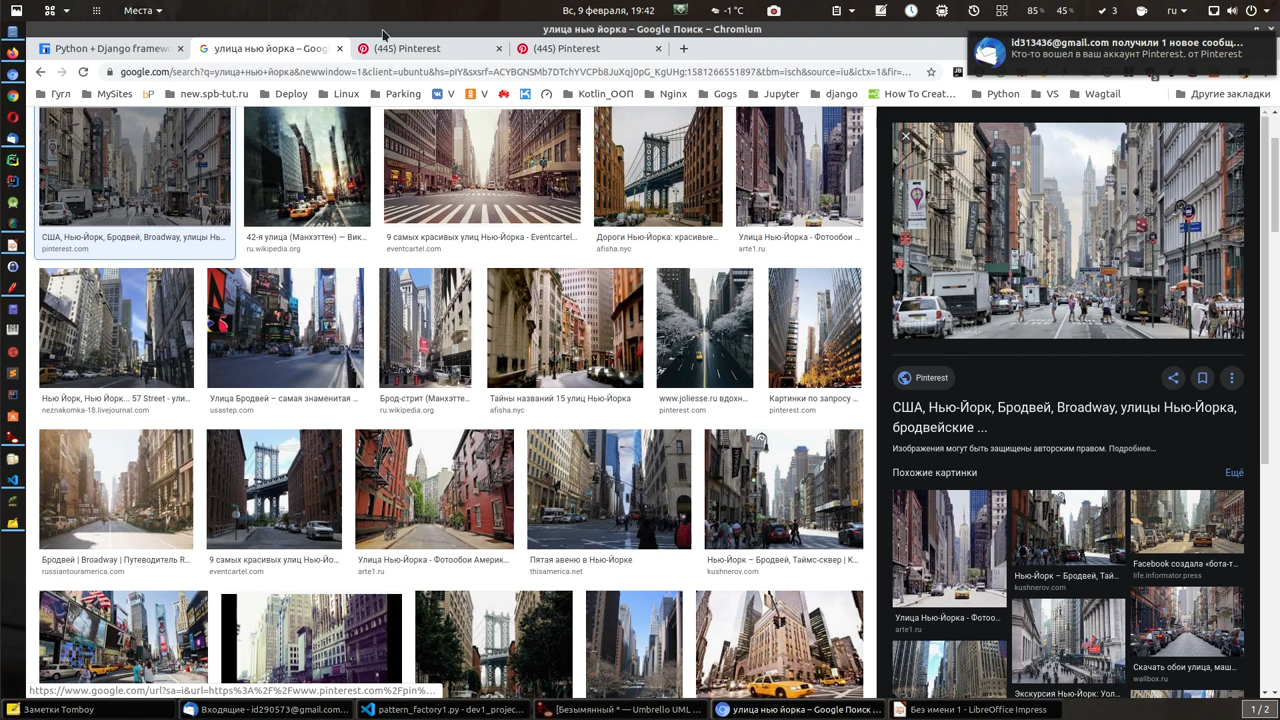 Места
Вс, 9 февраля, 19:42
3
85%
45%
ru
улица нью йорка – Google Поиск – Chromium
Python + Django framew
улица нью йорка – Goog
(445) Pinterest
(445) Pinterest
id313436@gmail.com получили 1 новое сообщ...
Кто-то вошел в ваш аккаунт Pinterest. от Pinterest
google.com/search?q=улица+нью+йорка&newwindow=1&client=ubuntu&hs=pIY&sxsrf=ACYBGNSMb7DTchYVCPb8JuXqj0pG_KgUHg:1581266551897&tbm=isch&source=iu&ictx=1&fir=...
Гугл
MySites
bP
new.spb-tut.ru
Deploy
Linux
Parking
V
V
Kotlin_ООП
Nginx
Gogs
Jupyter
django
How To Creat...
Python
VS
Wagtail
Другие закладки
США, Нью-Йорк, Бродвей, Broadway, улицы Нь...
pinterest.com
42-я улица (Манхэттен) — Вик...
ru.wikipedia.org
9 самых красивых улиц Нью-Йорка - Eventcartel...
eventcartel.com
Дороги Нью-Йорка: красивые...
afisha.nyc
Улица Нью-Йорка - Фотообои ...
arte1.ru
Нью Йорк, Нью Йорк... 57 Street - ули...
neznakomka-18.livejournal.com
Улица Бродвей – самая знаменитая ...
usastep.com
Брод-стрит (Манхэтте...
ru.wikipedia.org
Тайны названий 15 улиц Нью-Йорка
afisha.nyc
www.joliesse.ru вдохн...
pinterest.com
Картинки по запросу ...
pinterest.com
Бродвей | Broadway | Путеводитель R...
russiantouramerica.com
9 самых красивых улиц Нью-Йо...
eventcartel.com
Улица Нью-Йорка - Фотообои Америк...
arte1.ru
Пятая авеню в Нью-Йорке
thisamerica.net
Нью-Йорк – Бродвей, Таймс-сквер | K...
kushnerov.com
Pinterest
США, Нью-Йорк, Бродвей, Broadway, улицы Нью-Йорка,
бродвейские ...
Изображения могут быть защищены авторским правом. Подробнее...
Похожие картинки
Ещё
Улица Нью-Йорка - Фотоо...
arte1.ru
Нью-Йорк – Бродвей, Тай...
kushnerov.com
Facebook создала «бота-т...
life.informator.press
Скачать обои улица, маш...
wallbox.ru
Экскурсия Нью-Йорк: Уол...
https://www.google.com/url?sa=i&url=https%3A%2F%2Fwww.pinterest.com%2Fpin%...
Заметки Tomboy
Входящие - id290573@gmail.com...
pattern_factory1.py - dev1_projec...
[Безымянный * — Umbrello UML ...
улица нью йорка – Google Поиск ...
Без имени 1 - LibreOffice Impress
1 / 2